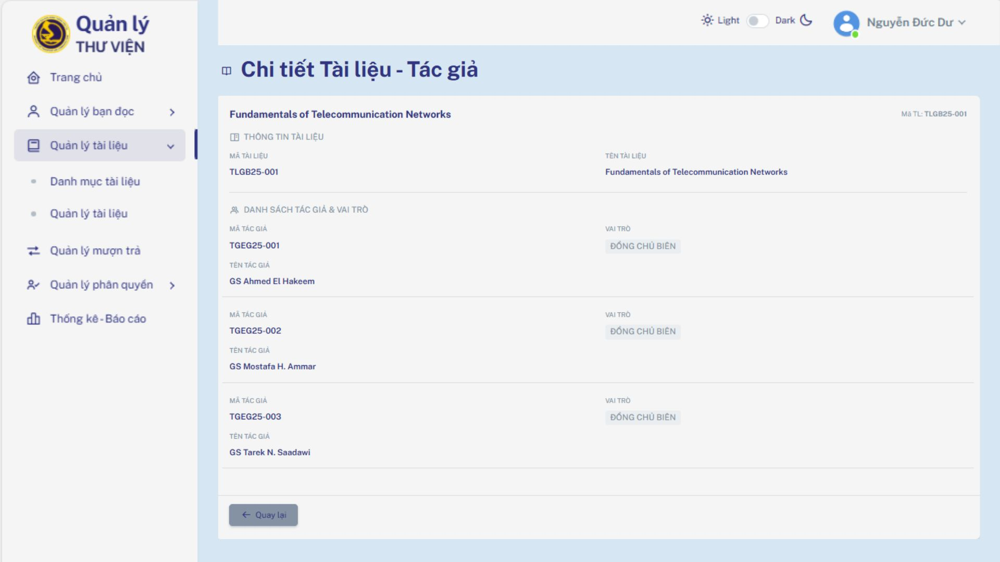 Quản lý
THƯ VIỆN
Trang chủ
Quản lý bạn đọc
Quản lý tài liệu
Danh mục tài liệu
Quản lý tài liệu
Quản lý mượn trả
Quản lý phân quyền
Thống kê - Báo cáo
Light
Dark
Nguyễn Đức Dư
Chi tiết Tài liệu - Tác giả
Fundamentals of Telecommunication Networks
Mã TL: TLGB25-001
THÔNG TIN TÀI LIỆU
MÃ TÀI LIỆU
TÊN TÀI LIỆU
TLGB25-001
Fundamentals of Telecommunication Networks
DANH SÁCH TÁC GIẢ & VAI TRÒ
MÃ TÁC GIẢ
VAI TRÒ
TGEG25-001
ĐỒNG CHỦ BIÊN
TÊN TÁC GIẢ
GS Ahmed El Hakeem
MÃ TÁC GIẢ
VAI TRÒ
TGEG25-002
ĐỒNG CHỦ BIÊN
TÊN TÁC GIẢ
GS Mostafa H. Ammar
MÃ TÁC GIẢ
VAI TRÒ
TGEG25-003
ĐỒNG CHỦ BIÊN
TÊN TÁC GIẢ
GS Tarek N. Saadawi
Quay lại